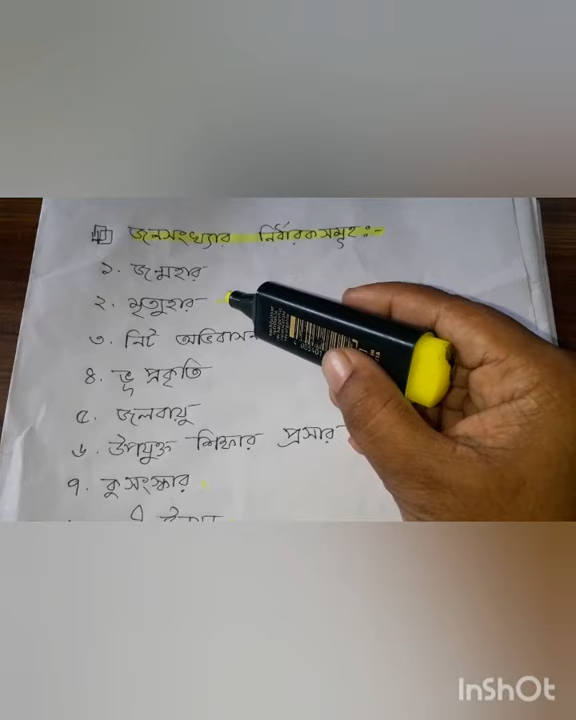 জনসংখ্যার নির্ধারকসমূহ :-
১. জন্মহার
২. মৃত্যুহার
৩. নিট অভিবাসন
৪. ভূ প্রকৃতি
৫. জলবায়ু
৬. উপযুক্ত শিক্ষার প্রসার
৭. কুসংস্কার
InShOt